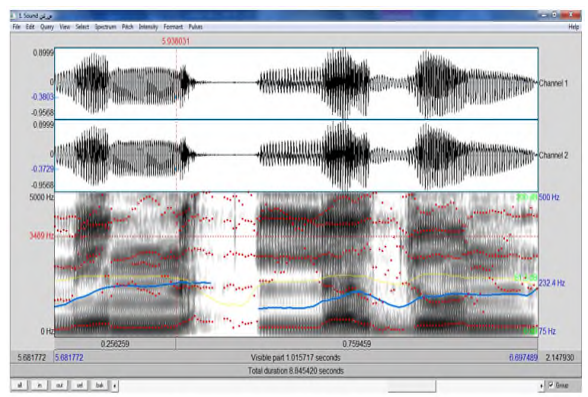 File Edit Query View Select Spectrum Pitch Intensity Formant Pulses Help
5.938031
0.8999
0
-0.3803
-0.9568
Channel 1
0.8999
0
-0.3729
-0.9568
Channel 2
5000 Hz
500 Hz
3469 Hz
232.4 Hz
0 Hz
75 Hz
0.256259 0.759459
5.681772 5.681772 Visible part 1.015717 seconds 6.697489 2.147930
Total duration 8.845420 seconds
all in out sel bak Group